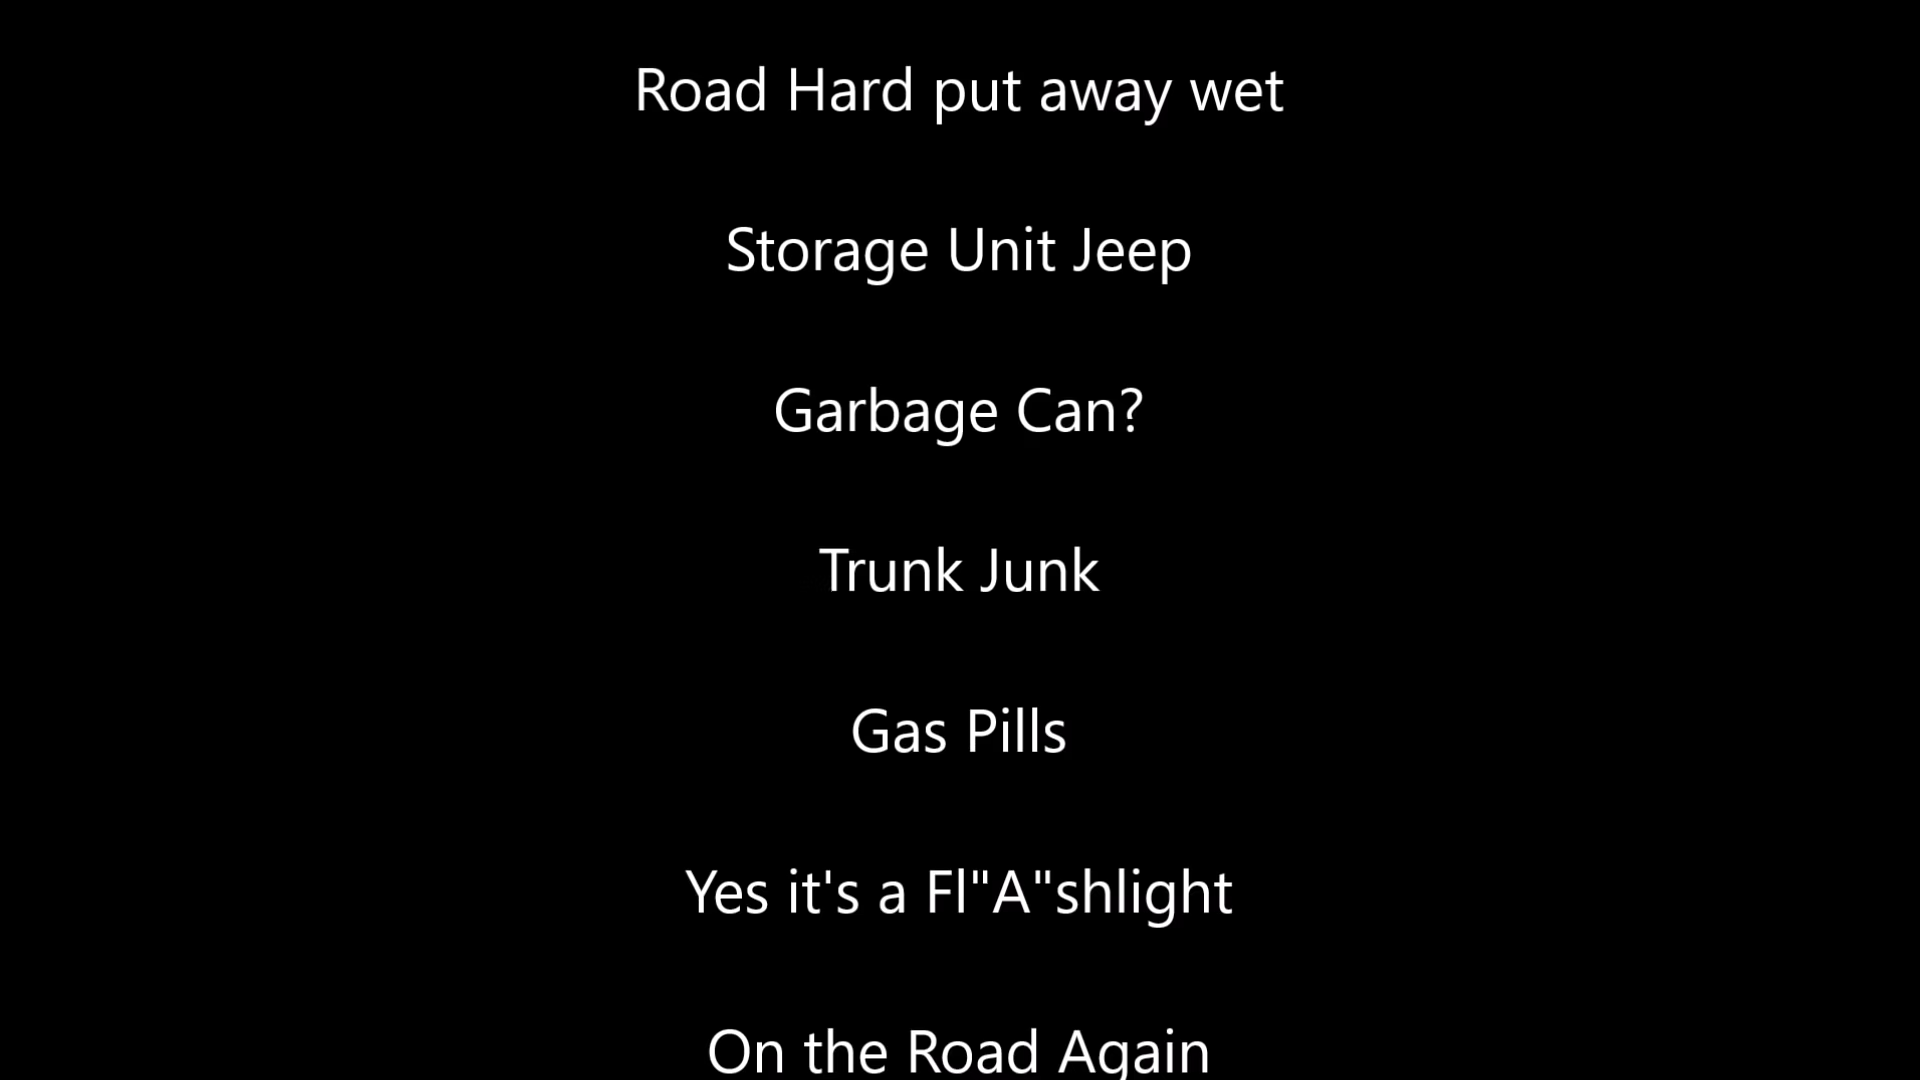 Road Hard put away wet
Storage Unit Jeep
Garbage Can?
Trunk Junk
Gas Pills
Yes it's a Fl"A"shlight
On the Road Again